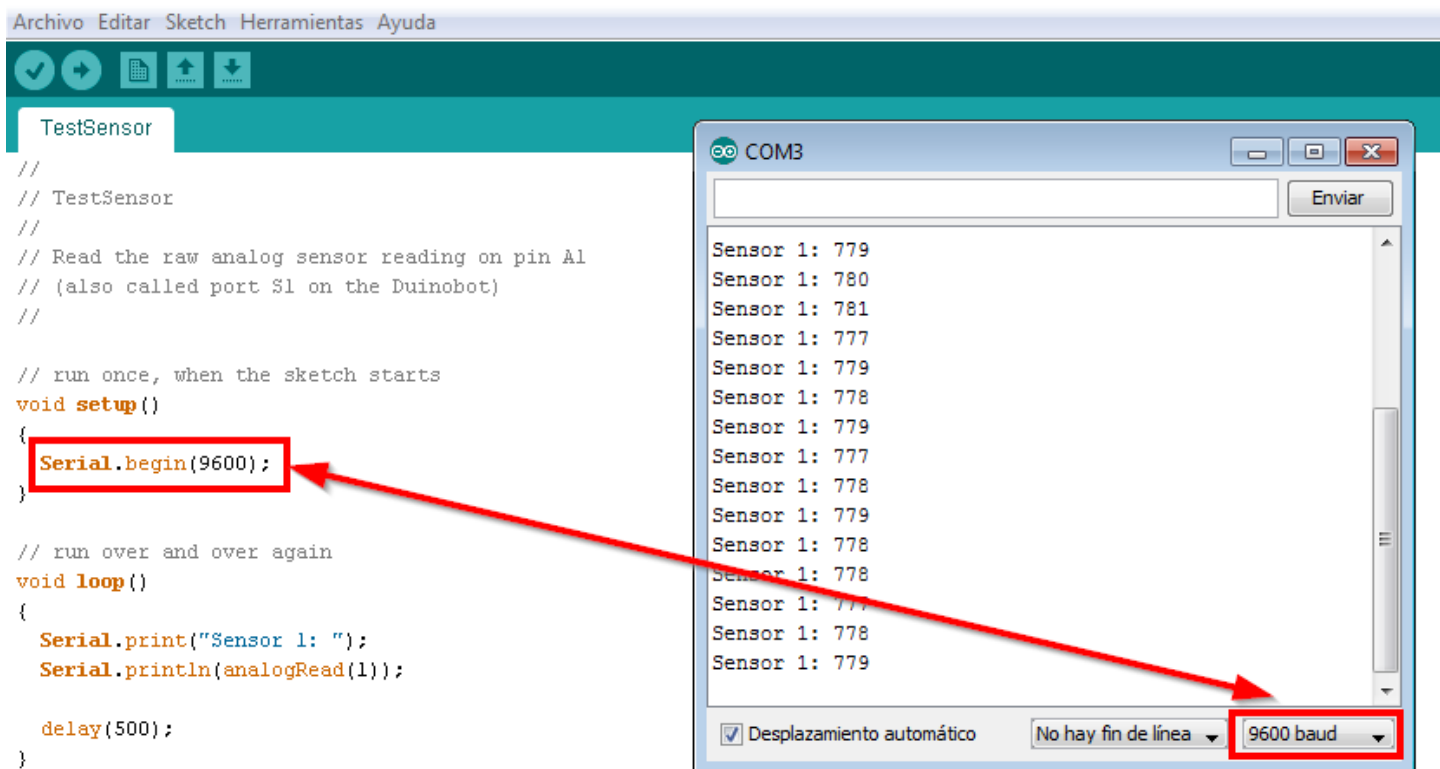 Archivo Editar Sketch Herramientas Ayuda
TestSensor
//
// TestSensor
//
// Read the raw analog sensor reading on pin A1
// (also called port S1 on the Duinobot)
//
// run once, when the sketch starts
void setup()
{
Serial.begin(9600);
}
// run over and over again
void loop()
{
Serial.print("Sensor 1: ");
Serial.println(analogRead(1));
delay(500);
}
COM3
Enviar
Sensor 1: 779
Sensor 1: 780
Sensor 1: 781
Sensor 1: 777
Sensor 1: 779
Sensor 1: 778
Sensor 1: 779
Sensor 1: 777
Sensor 1: 778
Sensor 1: 779
Sensor 1: 778
Sensor 1: 778
Sensor 1: 777
Sensor 1: 778
Sensor 1: 779
Desplazamiento automático
No hay fin de línea
9600 baud